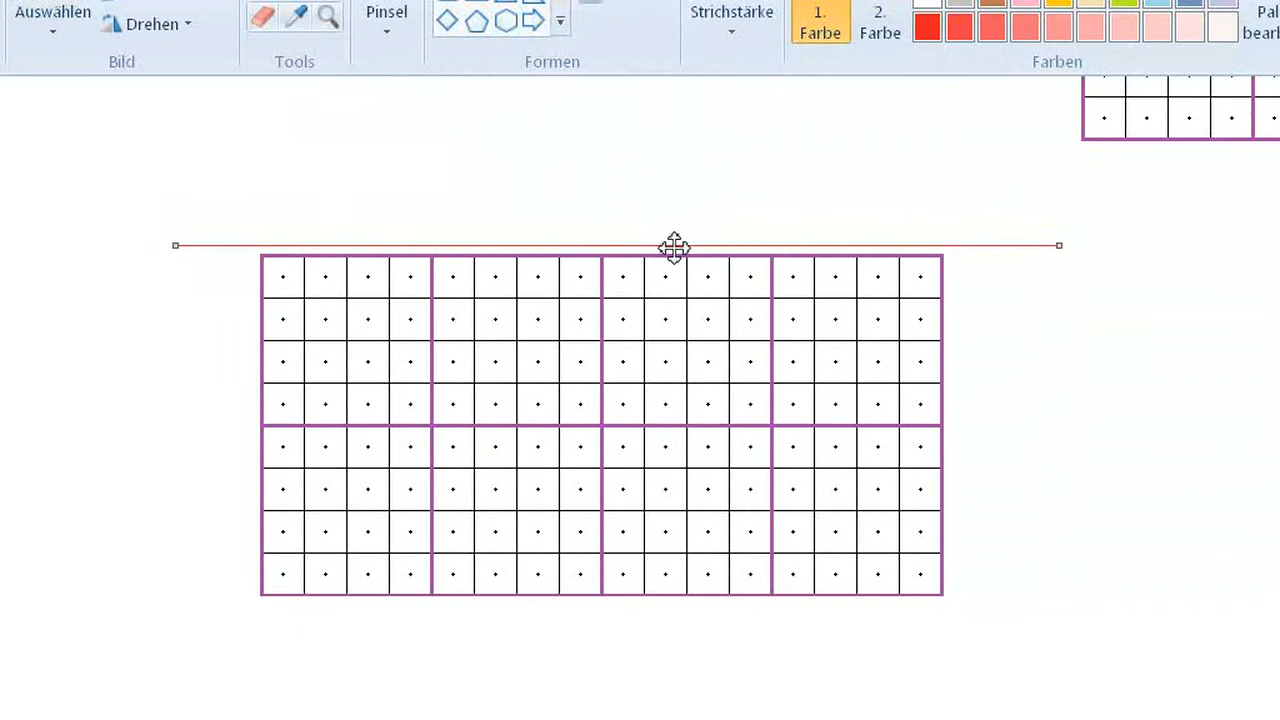 Auswählen
Drehen
Pinsel
Strichstärke
1.
Farbe
2.
Farbe
Bild
Tools
Formen
Farben